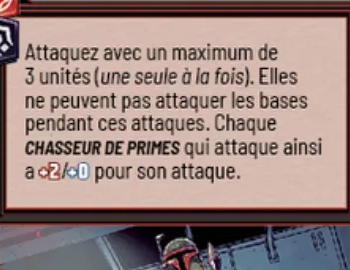 Attaquez avec un maximum de
3 unités (une seule à la fois). Elles
ne peuvent pas attaquer les bases
pendant ces attaques. Chaque
CHASSEUR DE PRIMES qui attaque ainsi
a +2/+0 pour son attaque.